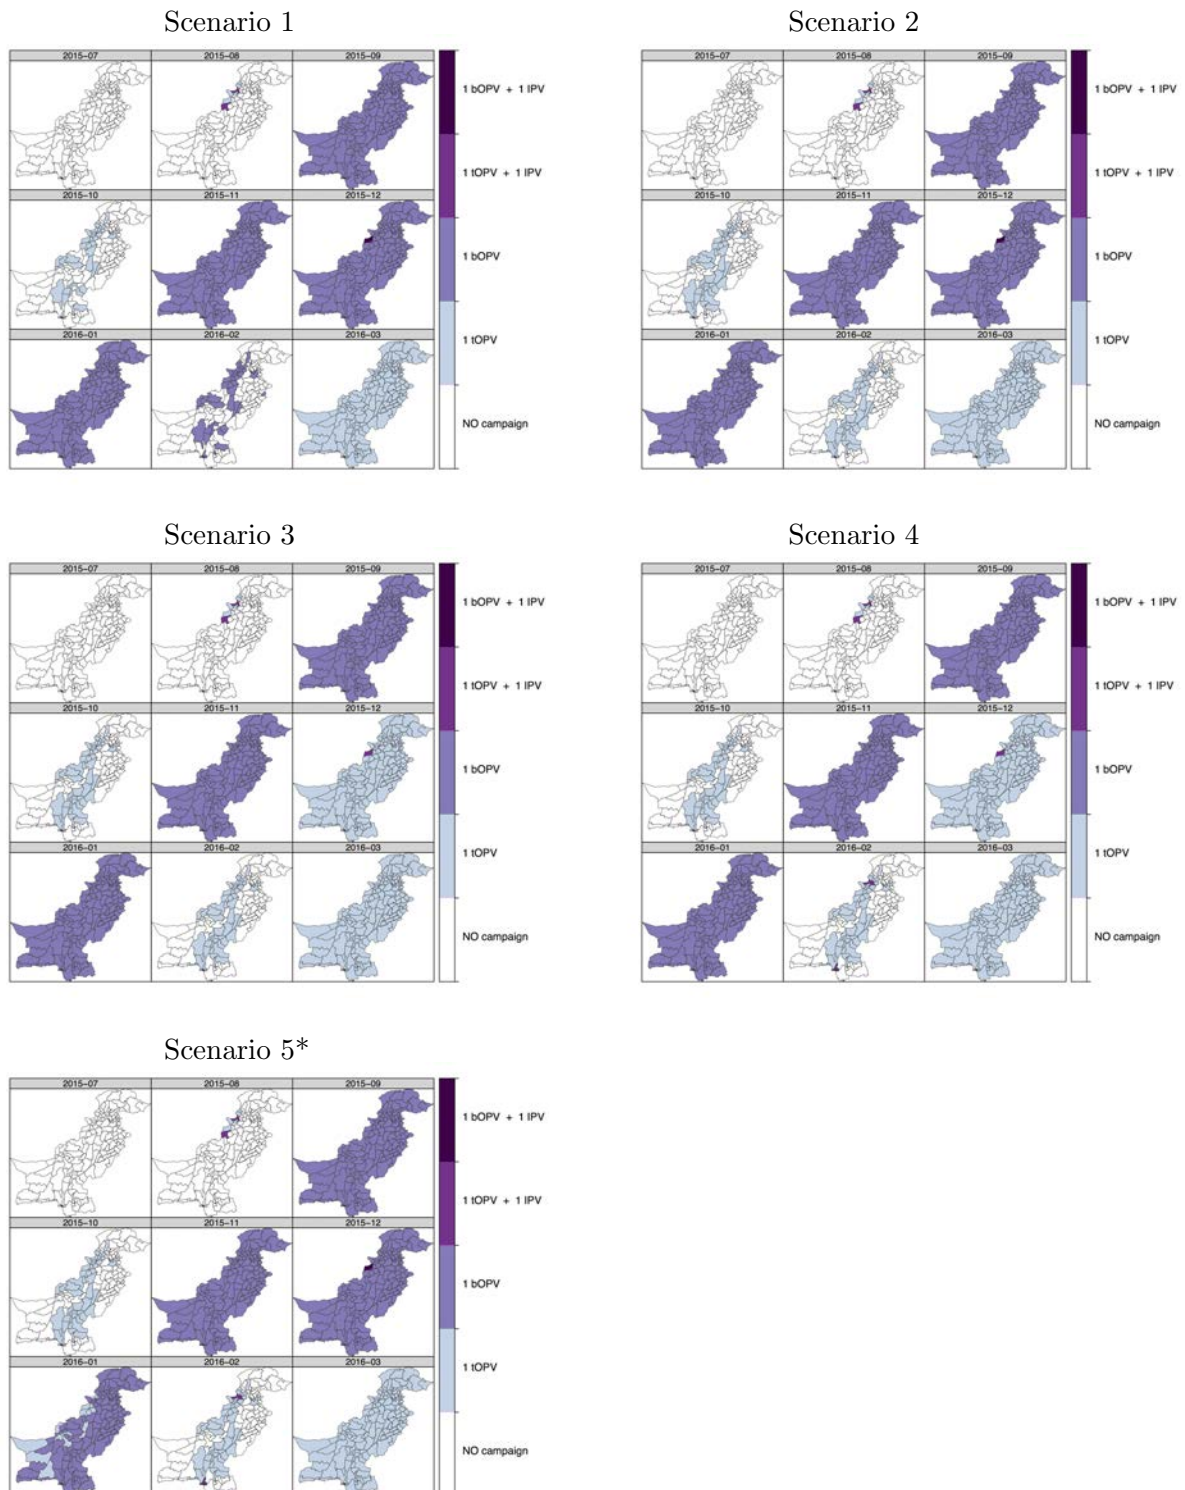 Scenario 1
2015-07
2015-08
2015-09
2015-10
2015-11
2015-12
2016-01
2016-02
2016-03
1 bOPV + 1 IPV
1 tOPV + 1 IPV
1 bOPV
1 tOPV
NO campaign
Scenario 2
2015-07
2015-08
2015-09
2015-10
2015-11
2015-12
2016-01
2016-02
2016-03
1 bOPV + 1 IPV
1 tOPV + 1 IPV
1 bOPV
1 tOPV
NO campaign
Scenario 3
2015-07
2015-08
2015-09
2015-10
2015-11
2015-12
2016-01
2016-02
2016-03
1 bOPV + 1 IPV
1 tOPV + 1 IPV
1 bOPV
1 tOPV
NO campaign
Scenario 4
2015-07
2015-08
2015-09
2015-10
2015-11
2015-12
2016-01
2016-02
2016-03
1 bOPV + 1 IPV
1 tOPV + 1 IPV
1 bOPV
1 tOPV
NO campaign
Scenario 5*
2015-07
2015-08
2015-09
2015-10
2015-11
2015-12
2016-01
2016-02
2016-03
1 bOPV + 1 IPV
1 tOPV + 1 IPV
1 bOPV
1 tOPV
NO campaign